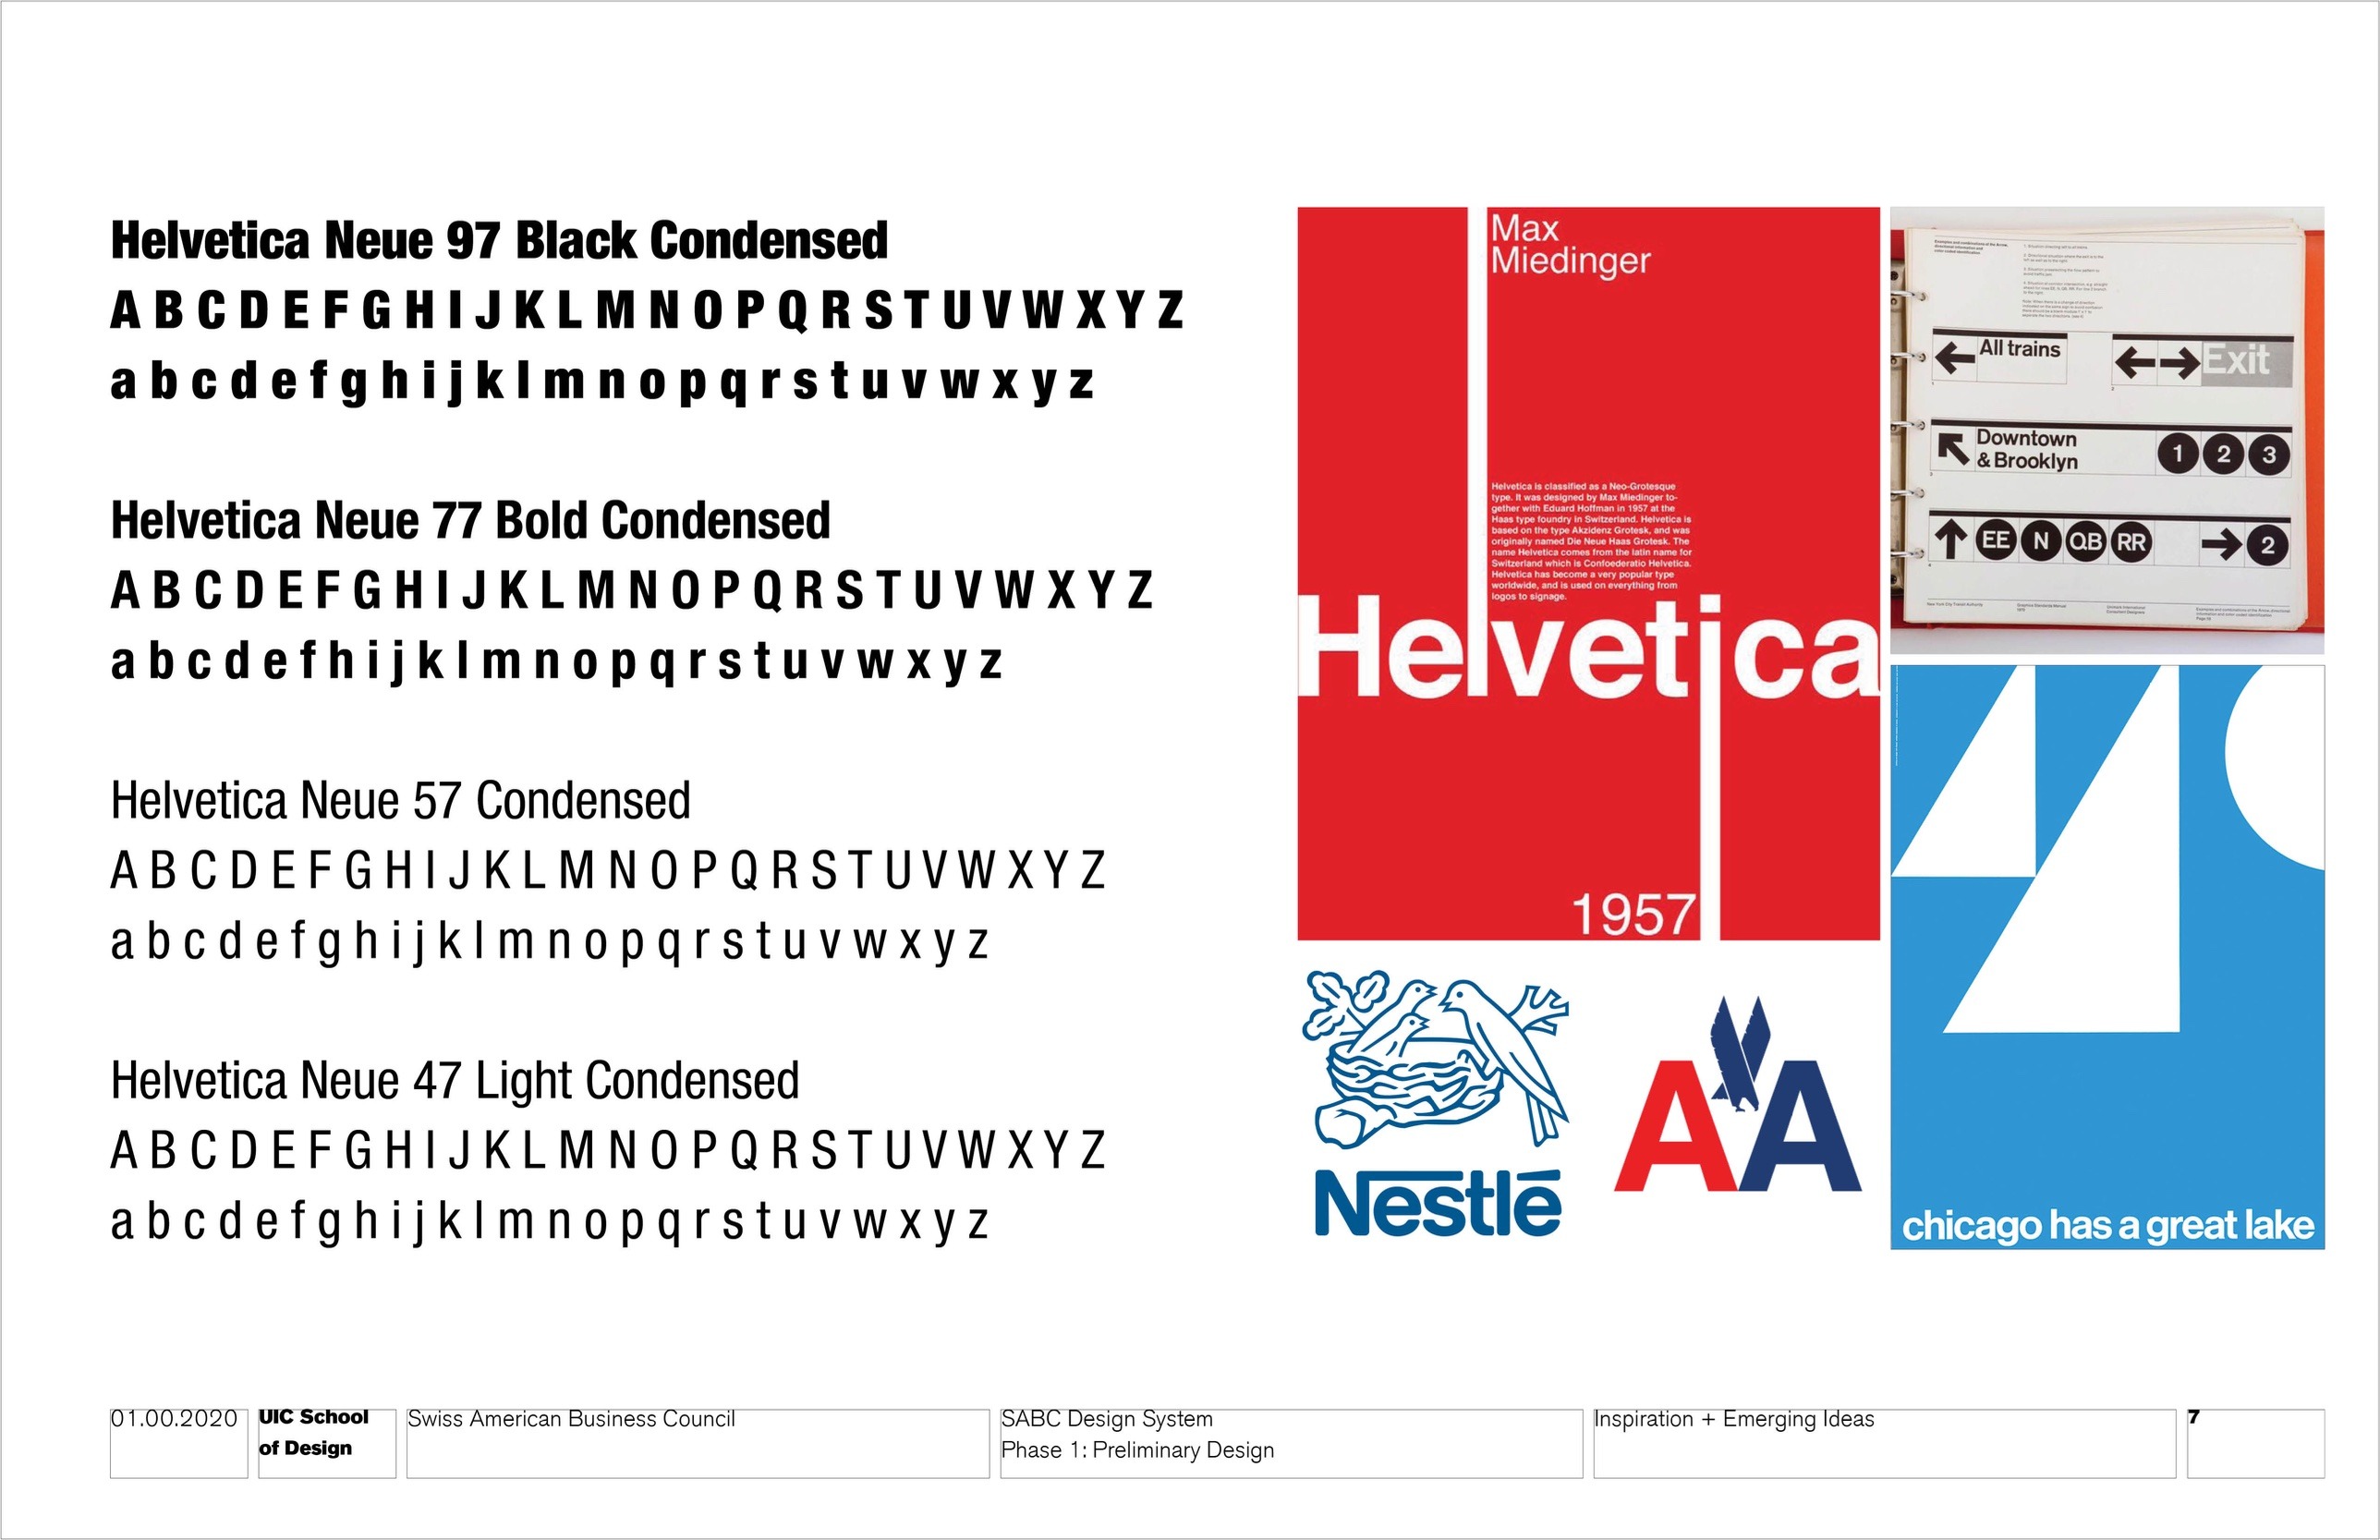 Helvetica Neue 97 Black Condensed
A B C D E F G H I J K L M N O P Q R S T U V W X Y Z
a b c d e f g h i j k l m n o p q r s t u v w x y z
Helvetica Neue 77 Bold Condensed
A B C D E F G H I J K L M N O P Q R S T U V W X Y Z
a b c d e f h i j k l m n o p q r s t u v w x y z
Helvetica Neue 57 Condensed
A B C D E F G H I J K L M N O P Q R S T U V W X Y Z
a b c d e f g h i j k l m n o p q r s t u v w x y z
Helvetica Neue 47 Light Condensed
A B C D E F G H I J K L M N O P Q R S T U V W X Y Z
a b c d e f g h i j k l m n o p q r s t u v w x y z
Max
Miedinger
Helvetica is classified as a Neo-Grotesque
type. It was designed by Max Miedinger to-
gether with Eduard Hoffman in 1957 at the
Haas type foundry in Switzerland. Helvetica is
based on the type Akzidenz Grotesk, and was
originally named Die Neue Haas Grotesk. The
name Helvetica comes from the latin name for
Switzerland which is Confoederatio Helvetica.
Helvetica has become a very popular type
worldwide, and is used on everything from
logos to signage.
Helvetica
1957
All trains
Exit
Downtown
& Brooklyn
1 2 3
EE N QB RR 2
New York City Transit Authority
Nestlé
AA
chicago has a great lake
01.00.2020
UIC School
of Design
Swiss American Business Council
SABC Design System
Phase 1: Preliminary Design
Inspiration + Emerging Ideas
7